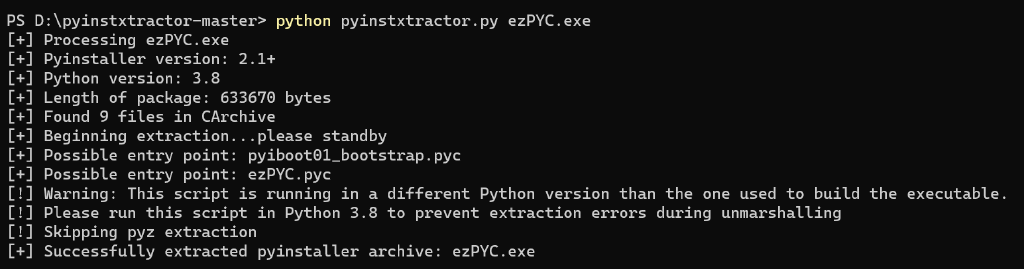 PS D:\pyinstxtractor-master> python pyinstxtractor.py ezPYC.exe
[+] Processing ezPYC.exe
[+] Pyinstaller version: 2.1+
[+] Python version: 3.8
[+] Length of package: 633670 bytes
[+] Found 9 files in CArchive
[+] Beginning extraction...please standby
[+] Possible entry point: pyiboot01_bootstrap.pyc
[+] Possible entry point: ezPYC.pyc
[!] Warning: This script is running in a different Python version than the one used to build the executable.
[!] Please run this script in Python 3.8 to prevent extraction errors during unmarshalling
[!] Skipping pyz extraction
[+] Successfully extracted pyinstaller archive: ezPYC.exe